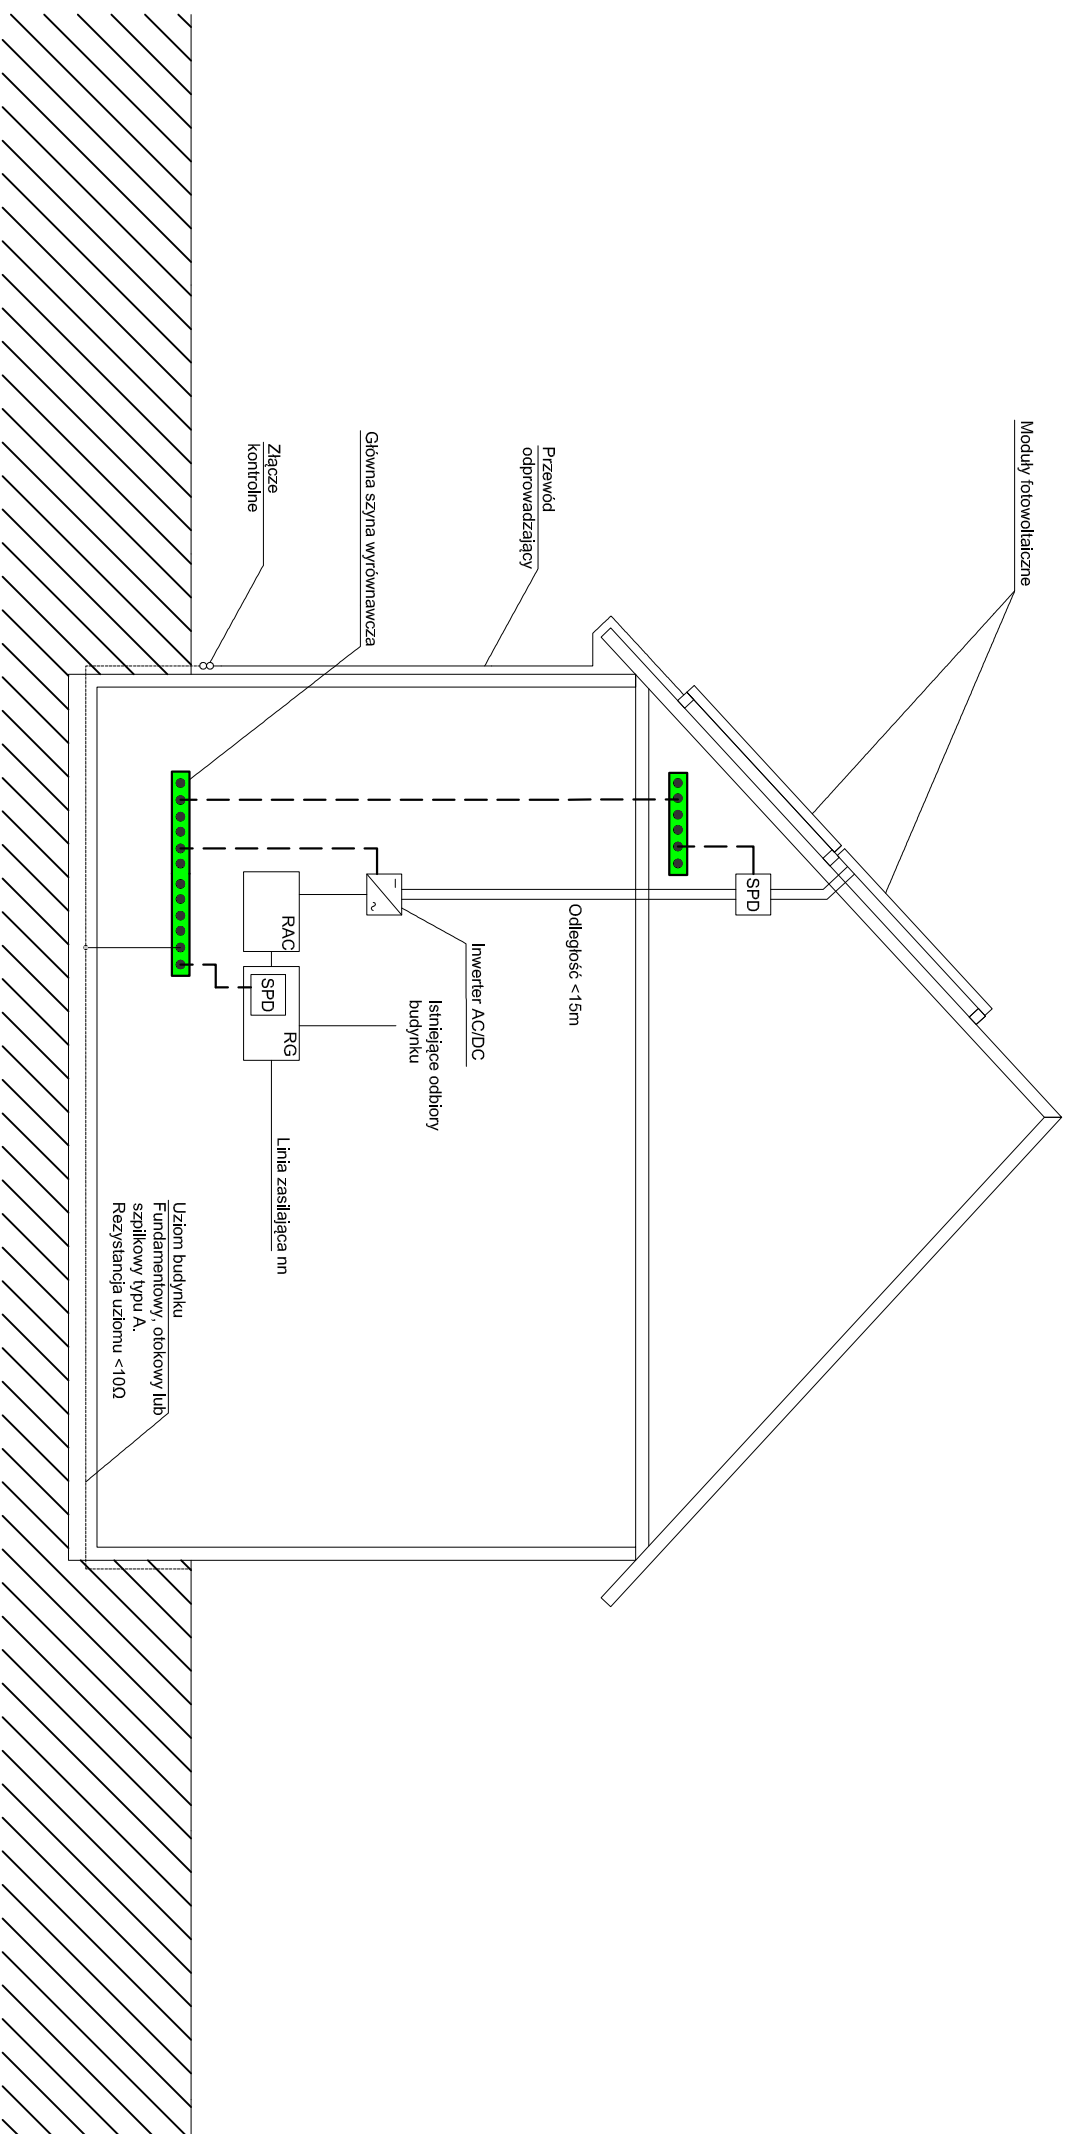 Moduły fotowoltaiczne
Przewód
odprowadzający
Główna szyna wyrównawcza
Złącze
kontrolne
SPD
Odległość <15m
Inwerter AC/DC
–
~
Istniejące odbiory
budynku
RAC
SPD
RG
Linia zasilająca nn
Uziom budynku
Fundamentowy, otokowy lub
szpilkowy typu A.
Rezystancja uziomu <10Ω